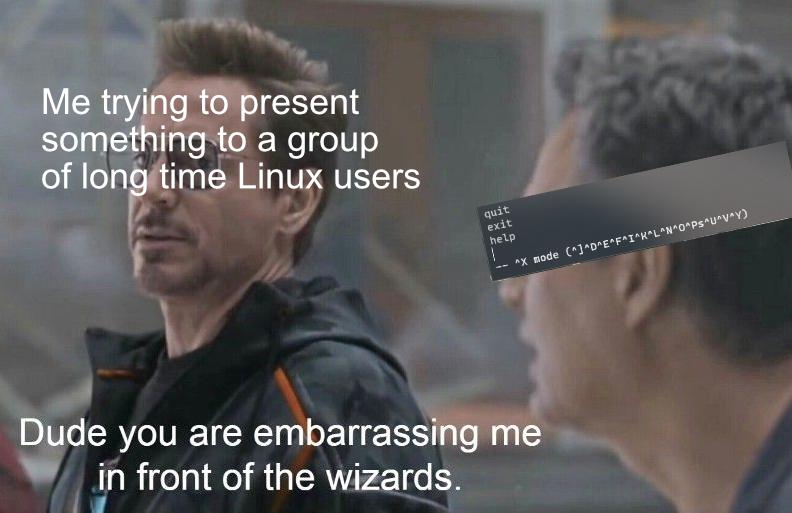 Me trying to present
something to a group
of long time Linux users
quit
exit
help
-- ^X mode (^]^D^E^F^I^K^L^N^O^Ps^U^V^Y)
Dude you are embarrassing me
in front of the wizards.